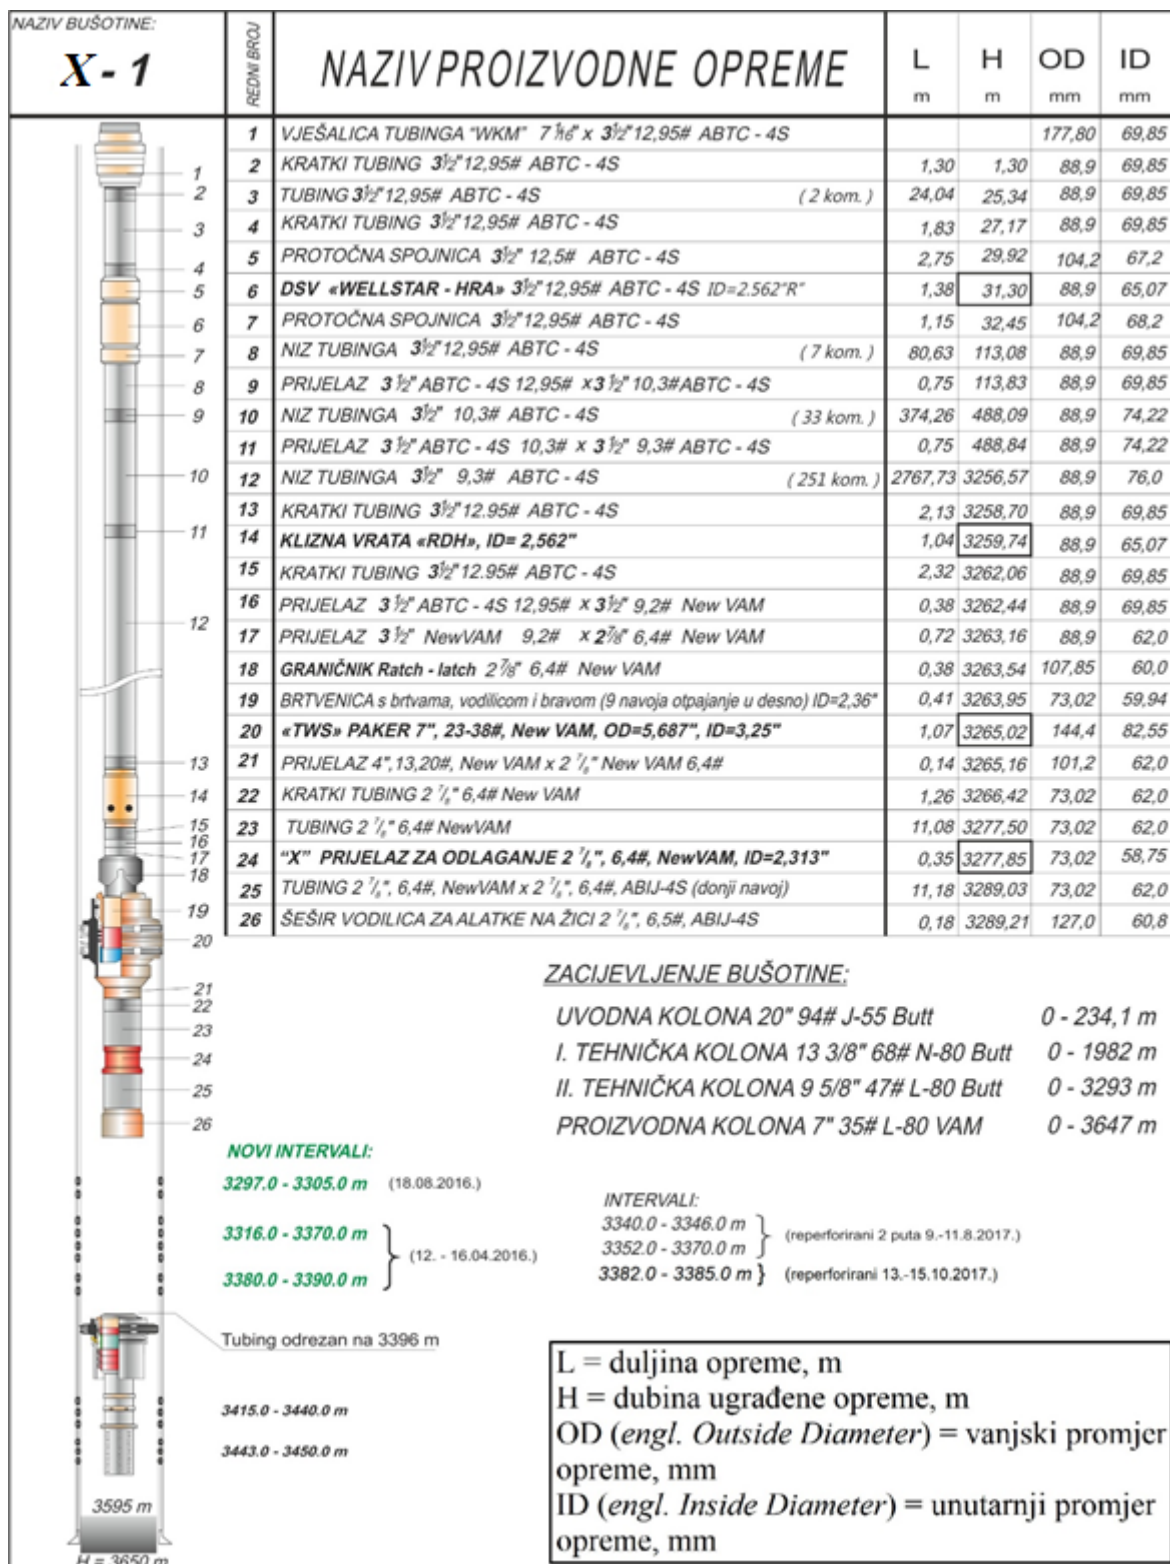 NAZIV BUŠOTINE:
X - 1
REDNI BROJ
NAZIV PROIZVODNE OPREME
L m
H m
OD mm
ID mm
1 VJEŠALICA TUBINGA "WKM" 7 1/16" x 3½" 12,95# ABTC - 4S 177,80 69,85
2 KRATKI TUBING 3½" 12,95# ABTC - 4S 1,30 1,30 88,9 69,85
3 TUBING 3½" 12,95# ABTC - 4S ( 2 kom. ) 24,04 25,34 88,9 69,85
4 KRATKI TUBING 3½" 12,95# ABTC - 4S 1,83 27,17 88,9 69,85
5 PROTOČNA SPOJNICA 3½" 12,5# ABTC - 4S 2,75 29,92 104,2 67,2
6 DSV «WELLSTAR - HRA» 3½" 12,95# ABTC - 4S ID=2.562"R" 1,38 31,30 88,9 65,07
7 PROTOČNA SPOJNICA 3½" 12,95# ABTC - 4S 1,15 32,45 104,2 68,2
8 NIZ TUBINGA 3½" 12,95# ABTC - 4S ( 7 kom. ) 80,63 113,08 88,9 69,85
9 PRIJELAZ 3 ½" ABTC - 4S 12,95# x 3½" 10,3# ABTC - 4S 0,75 113,83 88,9 69,85
10 NIZ TUBINGA 3½" 10,3# ABTC - 4S ( 33 kom. ) 374,26 488,09 88,9 74,22
11 PRIJELAZ 3 ½" ABTC - 4S 10,3# x 3 ½" 9,3# ABTC - 4S 0,75 488,84 88,9 74,22
12 NIZ TUBINGA 3½" 9,3# ABTC - 4S ( 251 kom. ) 2767,73 3256,57 88,9 76,0
13 KRATKI TUBING 3½" 12.95# ABTC - 4S 2,13 3258,70 88,9 69,85
14 KLIZNA VRATA «RDH», ID= 2,562" 1,04 3259,74 88,9 65,07
15 KRATKI TUBING 3½" 12.95# ABTC - 4S 2,32 3262,06 88,9 69,85
16 PRIJELAZ 3 ½" ABTC - 4S 12,95# x 3½" 9,2# New VAM 0,38 3262,44 88,9 69,85
17 PRIJELAZ 3 ½" NewVAM 9,2# x 2⅞" 6,4# New VAM 0,72 3263,16 88,9 62,0
18 GRANIČNIK Ratch - latch 2 ⅞" 6,4# New VAM 0,38 3263,54 107,85 60,0
19 BRTVENICA s brtvama, vodilicom i bravom (9 navoja otpajanje u desno) ID=2,36" 0,41 3263,95 73,02 59,94
20 «TWS» PAKER 7", 23-38#, New VAM, OD=5,687", ID=3,25" 1,07 3265,02 144,4 82,55
21 PRIJELAZ 4",13,20#, New VAM x 2 ⅞" New VAM 6,4# 0,14 3265,16 101,2 62,0
22 KRATKI TUBING 2 ⅞" 6,4# New VAM 1,26 3266,42 73,02 62,0
23 TUBING 2 ⅞" 6,4# NewVAM 11,08 3277,50 73,02 62,0
24 "X" PRIJELAZ ZA ODLAGANJE 2 ⅞", 6,4#, NewVAM, ID=2,313" 0,35 3277,85 73,02 58,75
25 TUBING 2 ⅞", 6,4#, NewVAM x 2 ⅞", 6,4#, ABIJ-4S (donji navoj) 11,18 3289,03 73,02 62,0
26 ŠEŠIR VODILICA ZA ALATKE NA ŽICI 2 ⅞", 6,5#, ABIJ-4S 0,18 3289,21 127,0 60,8
1
2
3
4
5
6
7
8
9
10
11
12
13
14
15
16
17
18
19
20
21
22
23
24
25
26
ZACIJEVLJENJE BUŠOTINE:
UVODNA KOLONA 20" 94# J-55 Butt 0 - 234,1 m
I. TEHNIČKA KOLONA 13 3/8" 68# N-80 Butt 0 - 1982 m
II. TEHNIČKA KOLONA 9 5/8" 47# L-80 Butt 0 - 3293 m
PROIZVODNA KOLONA 7" 35# L-80 VAM 0 - 3647 m
NOVI INTERVALI:
3297.0 - 3305.0 m (18.08.2016.)
3316.0 - 3370.0 m
(12. - 16.04.2016.)
3380.0 - 3390.0 m
INTERVALI:
3340.0 - 3346.0 m
3352.0 - 3370.0 m
(reperforirani 2 puta 9.-11.8.2017.)
3382.0 - 3385.0 m } (reperforirani 13.-15.10.2017.)
Tubing odrezan na 3396 m
3415.0 - 3440.0 m
3443.0 - 3450.0 m
3595 m
H = 3650 m
L = duljina opreme, m
H = dubina ugrađene opreme, m
OD (engl. Outside Diameter) = vanjski promjer
opreme, mm
ID (engl. Inside Diameter) = unutarnji promjer
opreme, mm